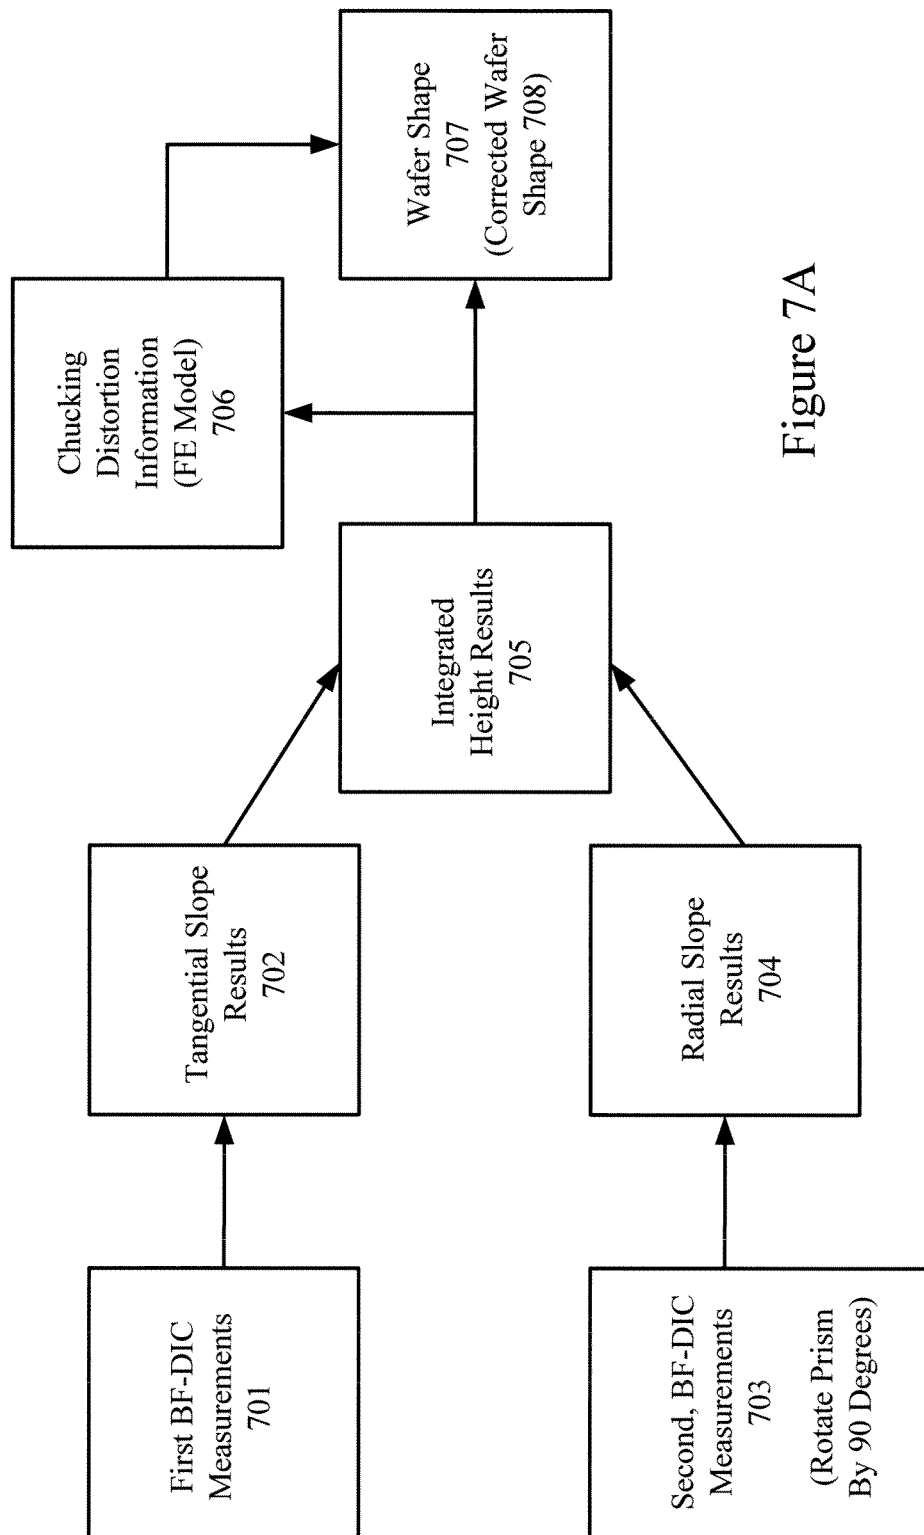 First BF-DIC
Measurements
701
Tangential Slope
Results
702
Second, BF-DIC
Measurements
703
(Rotate Prism
By 90 Degrees)
Radial Slope
Results
704
Integrated
Height Results
705
Chucking
Distortion
Information
(FE Model)
706
Wafer Shape
707
(Corrected Wafer
Shape 708)
Figure 7A